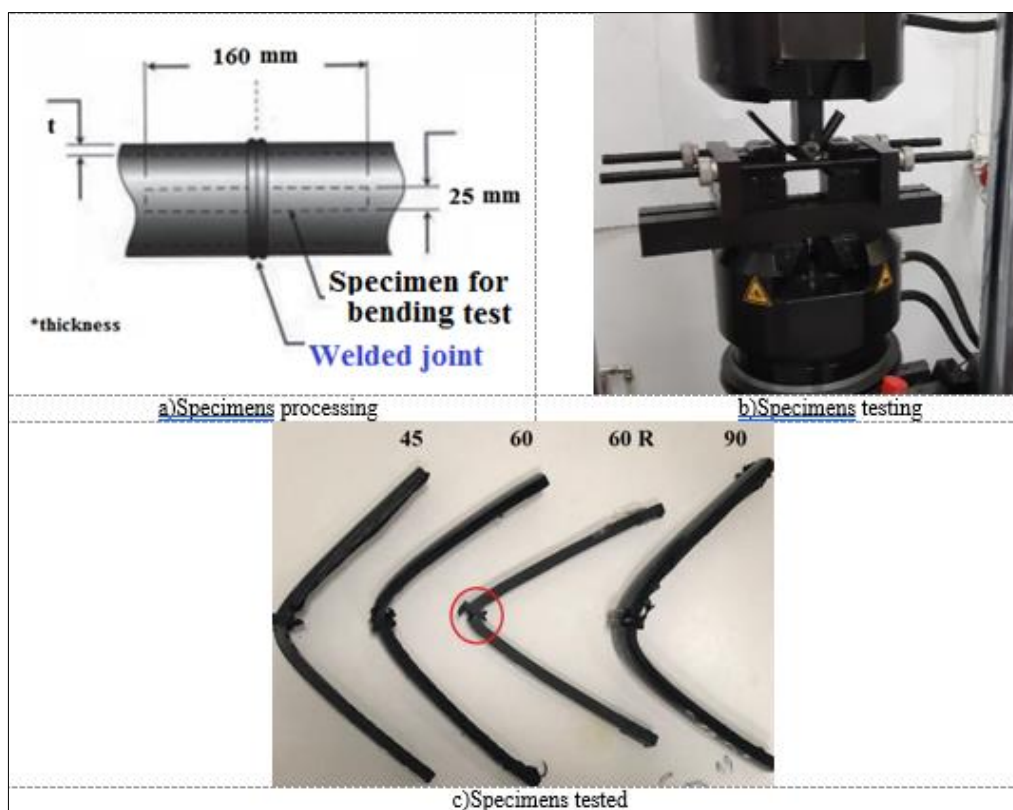 160 mm
t
25 mm
Specimen for
bending test
*thickness
Welded joint
a)Specimens processing
b)Specimens testing
45 60 60 R 90
c)Specimens tested